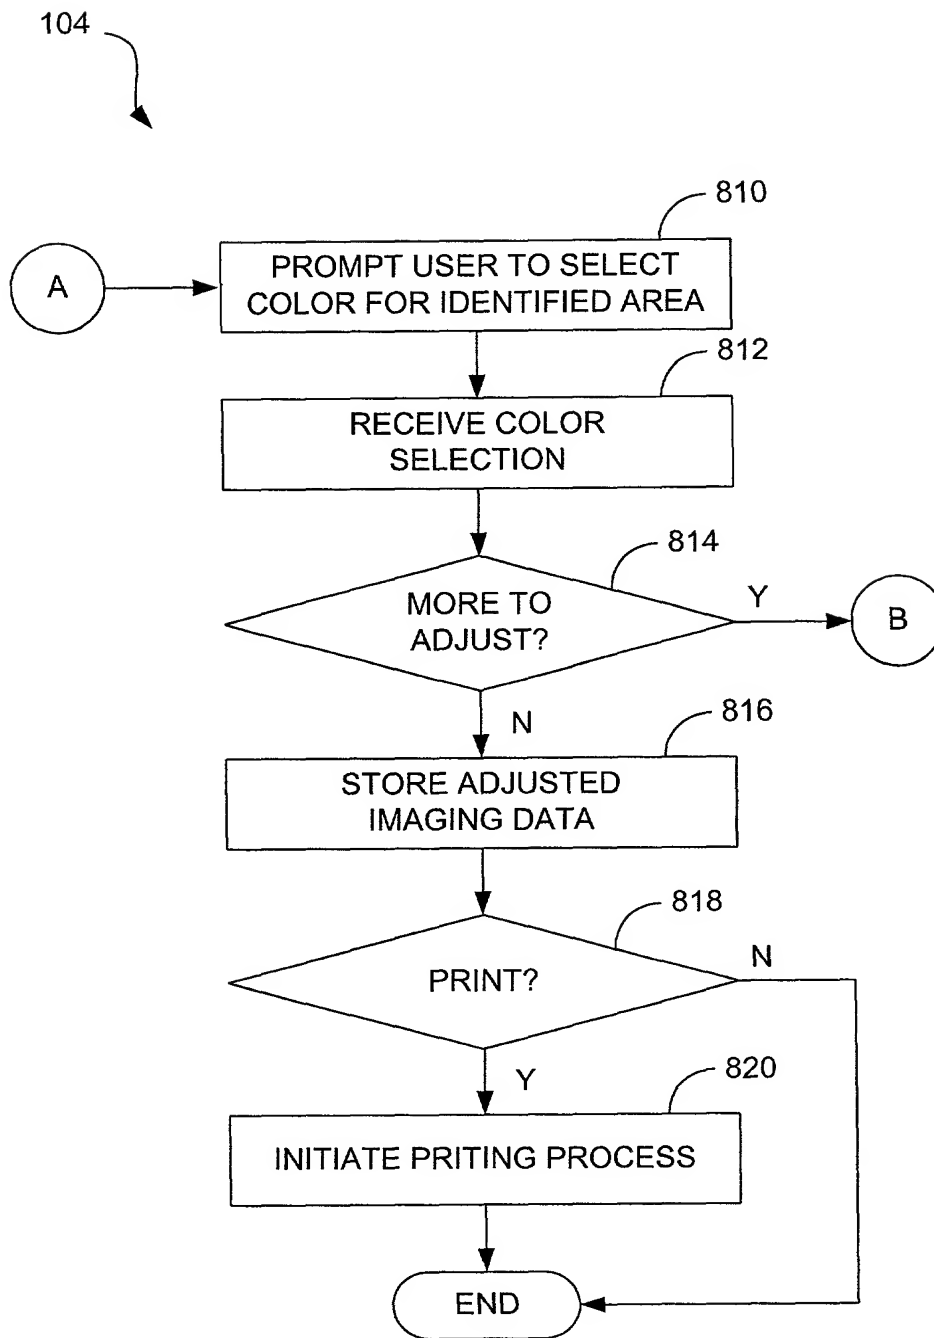 104
810
A
PROMPT USER TO SELECT
COLOR FOR IDENTIFIED AREA
812
RECEIVE COLOR
SELECTION
814
MORE TO
ADJUST?
Y
B
N
816
STORE ADJUSTED
IMAGING DATA
818
PRINT?
N
Y
820
INITIATE PRITING PROCESS
END